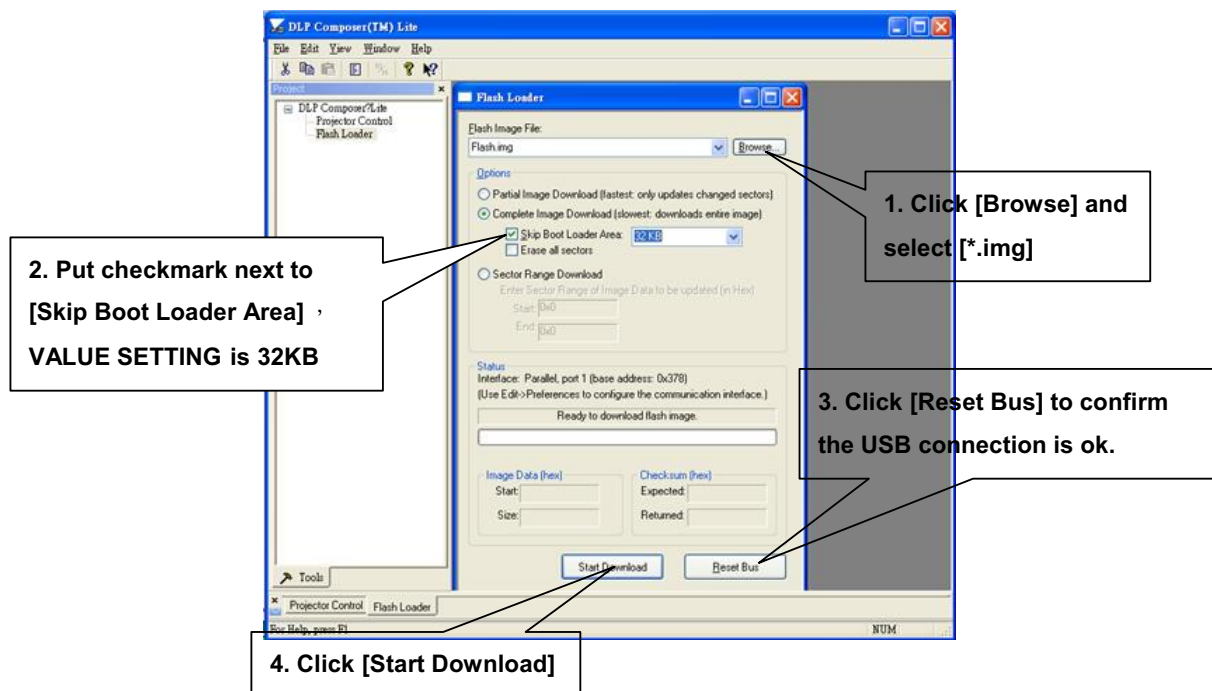 DLP Composer(TM) Lite
File Edit View Window Help
Project
DLP Composer?Lite
Projector Control
Flash Loader
Flash Loader
Flash Image File:
Flash.img
Browse...
Options
Partial Image Download (fastest: only updates changed sectors)
Complete Image Download (slowest: downloads entire image)
Skip Boot Loader Area: 32 KB
Erase all sectors
Sector Range Download
Enter Sector Range of Image Data to be updated (in Hex)
Start: 0x0
End: 0x0
Status
Interface: Parallel, port 1 (base address: 0x378)
(Use Edit->Preferences to configure the communication interface.)
Ready to download flash image.
Image Data (hex)
Start:
Size:
Checksum (hex)
Expected:
Returned:
Start Download
Reset Bus
Tools
Projector Control
Flash Loader
For Help, press F1
NUM
1. Click [Browse] and
select [*.img]
2. Put checkmark next to
[Skip Boot Loader Area] ,
VALUE SETTING is 32KB
3. Click [Reset Bus] to confirm
the USB connection is ok.
4. Click [Start Download]